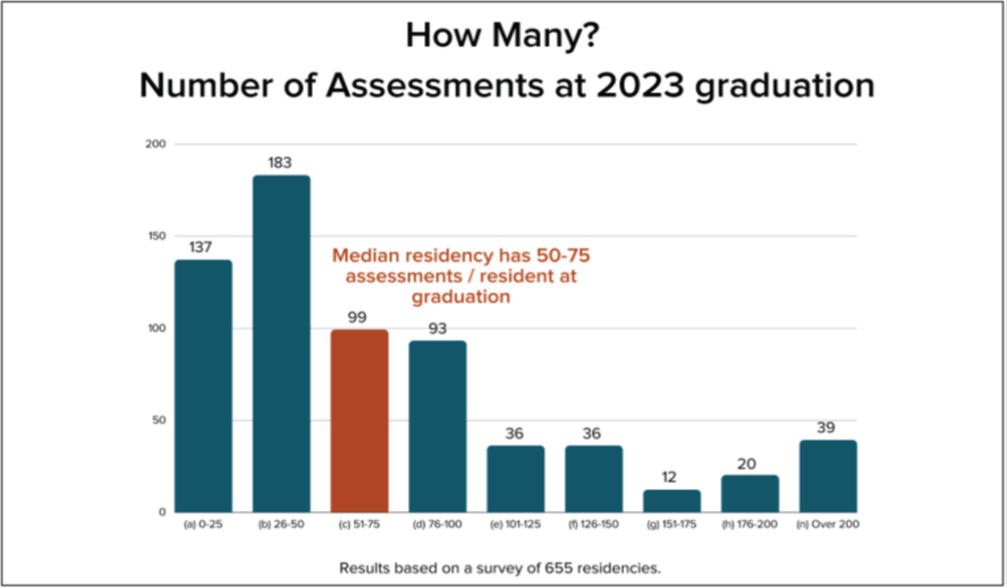 How Many?
Number of Assessments at 2023 graduation
200
183
150
137
Median residency has 50-75
assessments / resident at
graduation
99
93
100
50
36
36
12
20
39
0
(a) 0-25
(b) 26-50
(c) 51-75
(d) 76-100
(e) 101-125
(f) 126-150
(g) 151-175
(h) 176-200
(n) Over 200
Results based on a survey of 655 residencies.